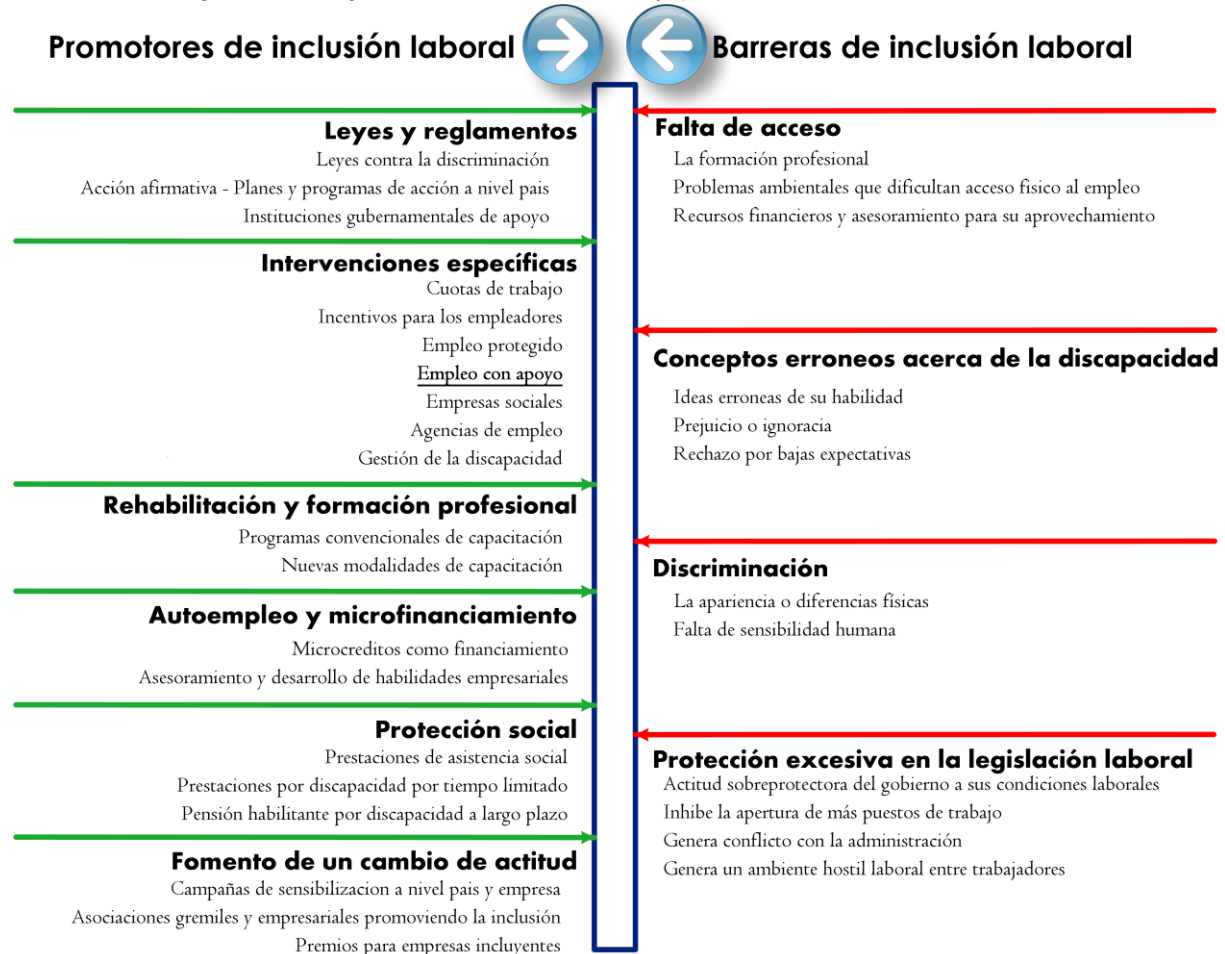 Promotores de inclusión laboral
Barreras de inclusión laboral
Leyes y reglamentos
Leyes contra la discriminación
Acción afirmativa - Planes y programas de acción a nivel pais
Instituciones gubernamentales de apoyo
Intervenciones específicas
Cuotas de trabajo
Incentivos para los empleadores
Empleo protegido
Empleo con apoyo
Empresas sociales
Agencias de empleo
Gestión de la discapacidad
Rehabilitación y formación profesional
Programas convencionales de capacitación
Nuevas modalidades de capacitación
Autoempleo y microfinanciamiento
Microcreditos como financiamiento
Asesoramiento y desarrollo de habilidades empresariales
Protección social
Prestaciones de asistencia social
Prestaciones por discapacidad por tiempo limitado
Pensión habilitante por discapacidad a largo plazo
Fomento de un cambio de actitud
Campañas de sensibilizacion a nivel pais y empresa
Asociaciones gremiles y empresariales promoviendo la inclusión
Premios para empresas incluyentes
Falta de acceso
La formación profesional
Problemas ambientales que dificultan acceso fisico al empleo
Recursos financieros y asesoramiento para su aprovechamiento
Conceptos erroneos acerca de la discapacidad
Ideas erroneas de su habilidad
Prejuicio o ignoracia
Rechazo por bajas expectativas
Discriminación
La apariencia o diferencias físicas
Falta de sensibilidad humana
Protección excesiva en la legislación laboral
Actitud sobreprotectora del gobierno a sus condiciones laborales
Inhibe la apertura de más puestos de trabajo
Genera conflicto con la administración
Genera un ambiente hostil laboral entre trabajadores